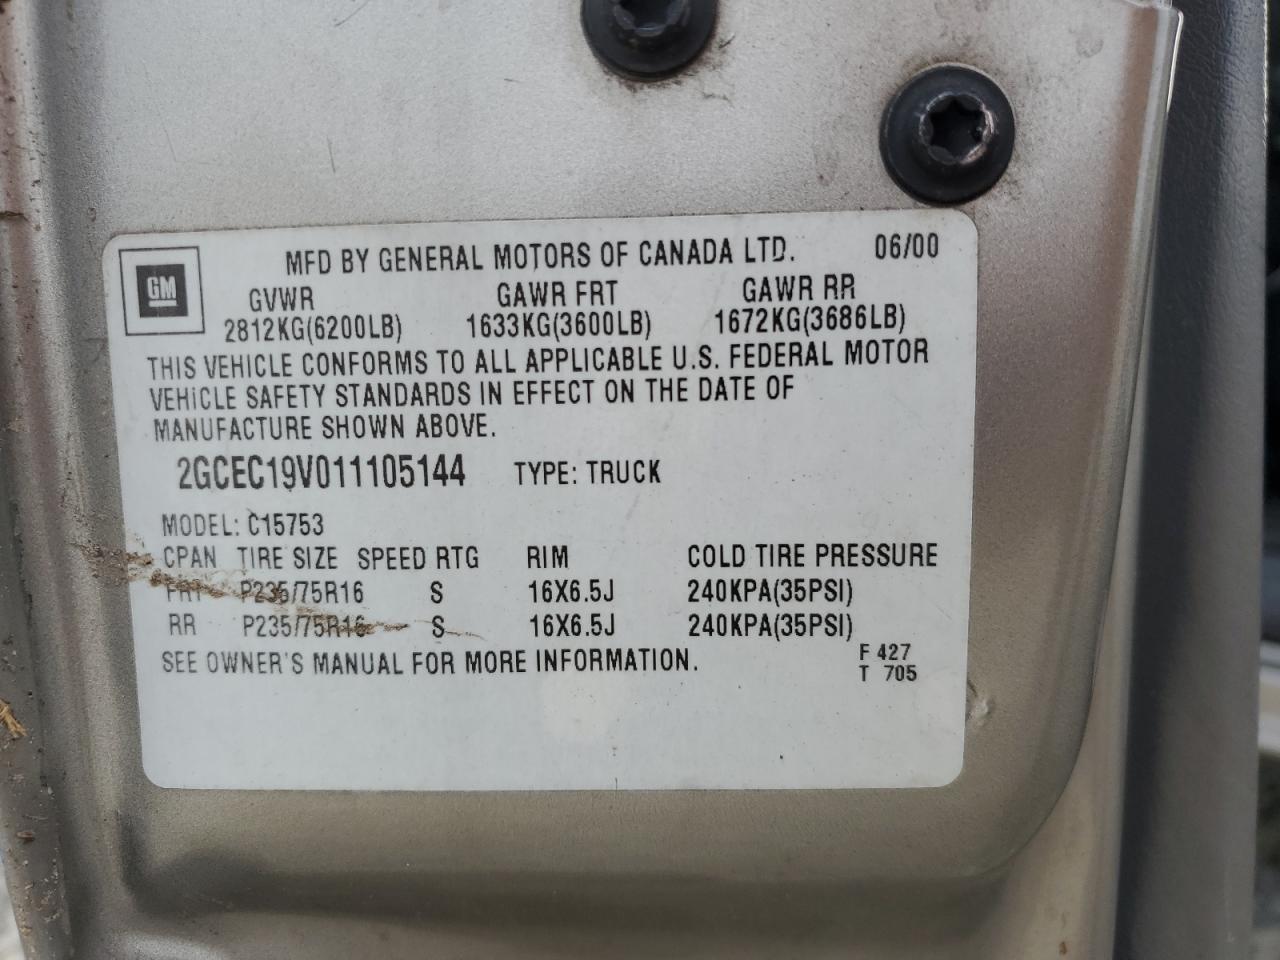 MFD BY GENERAL MOTORS OF CANADA LTD. 06/00
GM
GVWR GAWR FRT GAWR RR
2812KG(6200LB) 1633KG(3600LB) 1672KG(3686LB)
THIS VEHICLE CONFORMS TO ALL APPLICABLE U.S. FEDERAL MOTOR
VEHICLE SAFETY STANDARDS IN EFFECT ON THE DATE OF
MANUFACTURE SHOWN ABOVE.
2GCEC19V011105144 TYPE: TRUCK
MODEL: C15753
CPAN TIRE SIZE SPEED RTG RIM COLD TIRE PRESSURE
FRT P235/75R16 S 16X6.5J 240KPA(35PSI)
RR P235/75R16 S 16X6.5J 240KPA(35PSI)
SEE OWNER'S MANUAL FOR MORE INFORMATION.
F 427
T 705